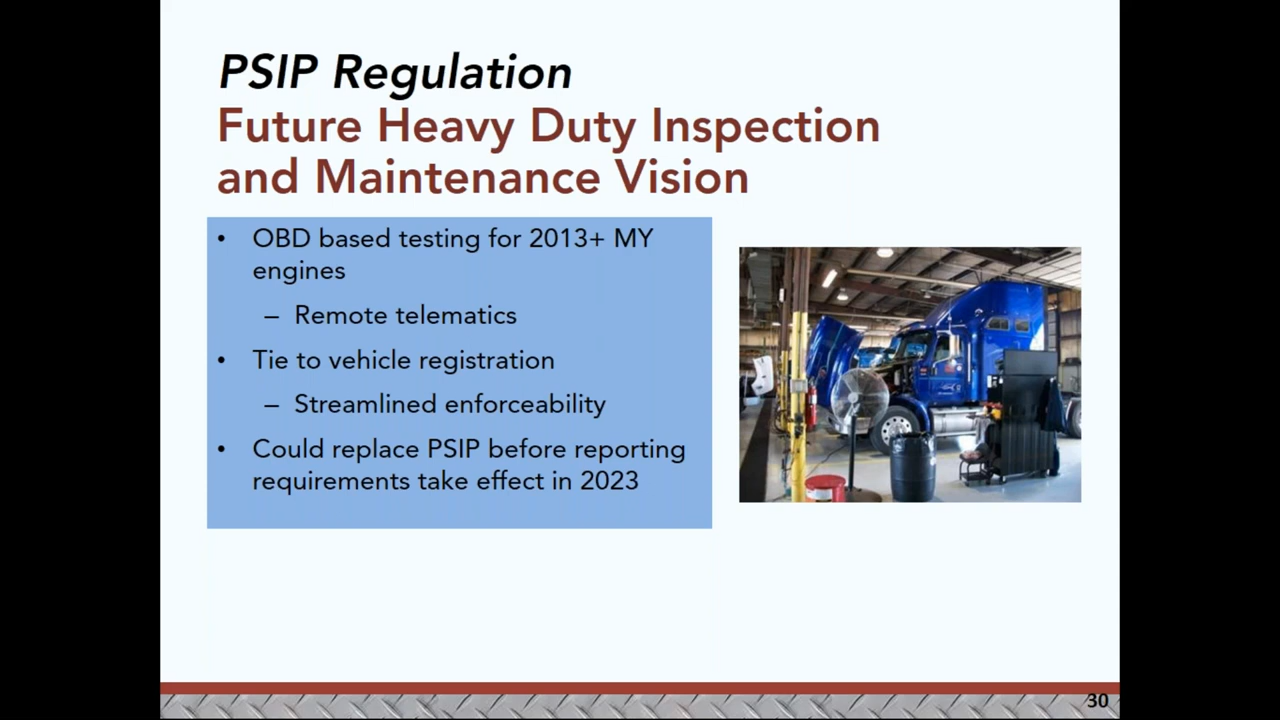 PSIP Regulation
Future Heavy Duty Inspection
and Maintenance Vision
• OBD based testing for 2013+ MY
engines
– Remote telematics
• Tie to vehicle registration
– Streamlined enforceability
• Could replace PSIP before reporting
requirements take effect in 2023
30